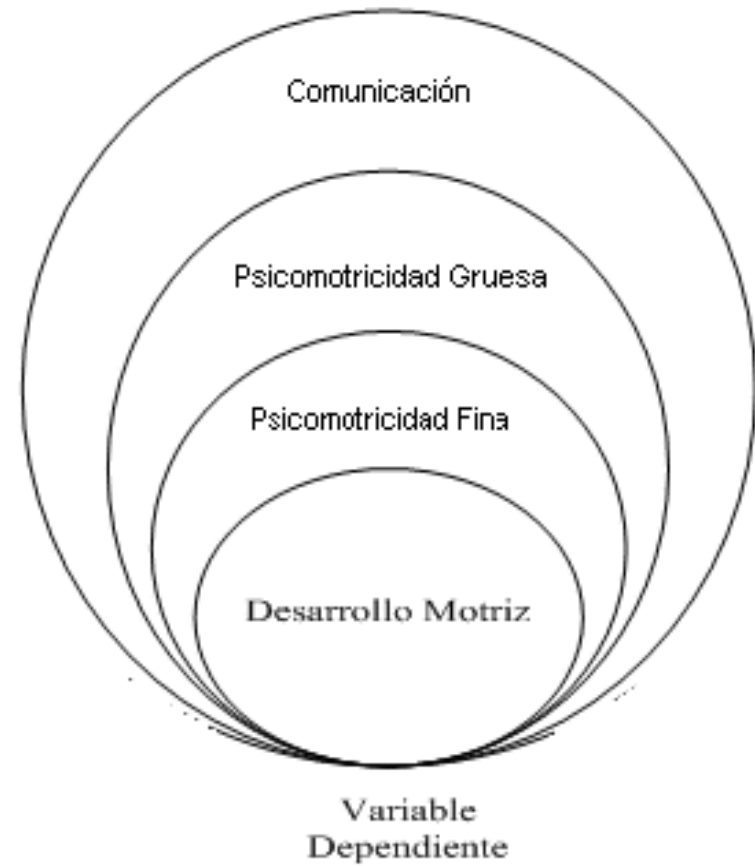 Comunicación
Psicomotricidad Gruesa
Psicomotricidad Fina
Desarrollo Motriz
Variable
Dependiente